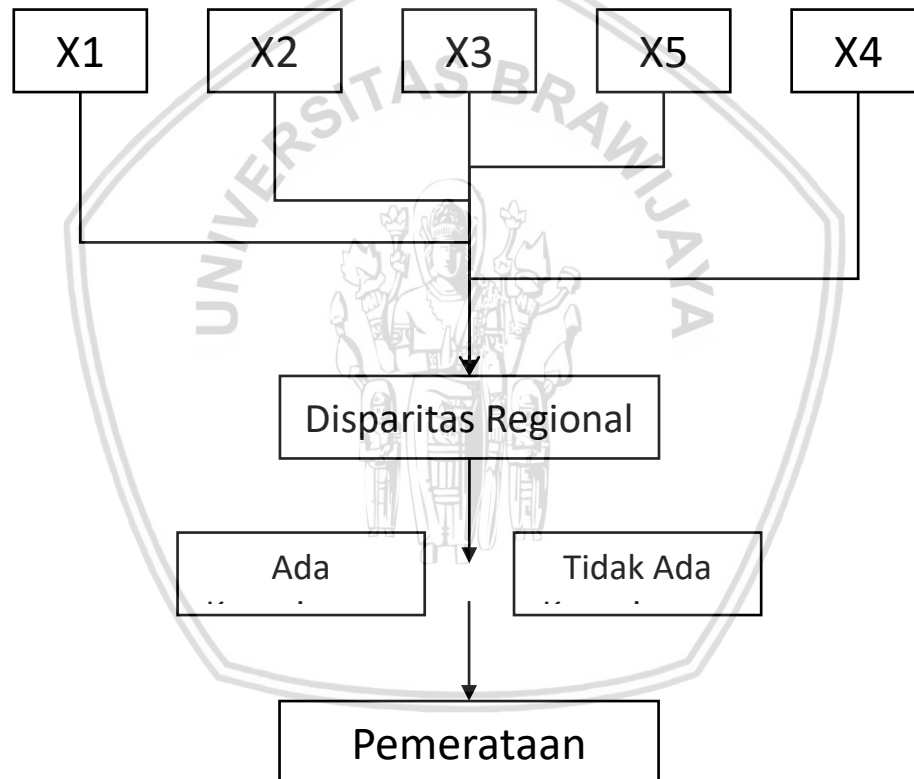 X1
X2
X3
X5
X4
UNIVERSITAS BRAWIJAYA
Disparitas Regional
Ada
Tidak Ada
Pemerataan